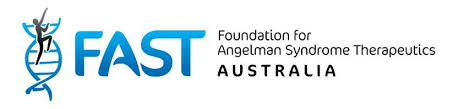 FAST
Foundation for
Angelman Syndrome Therapeutics
AUSTRALIA